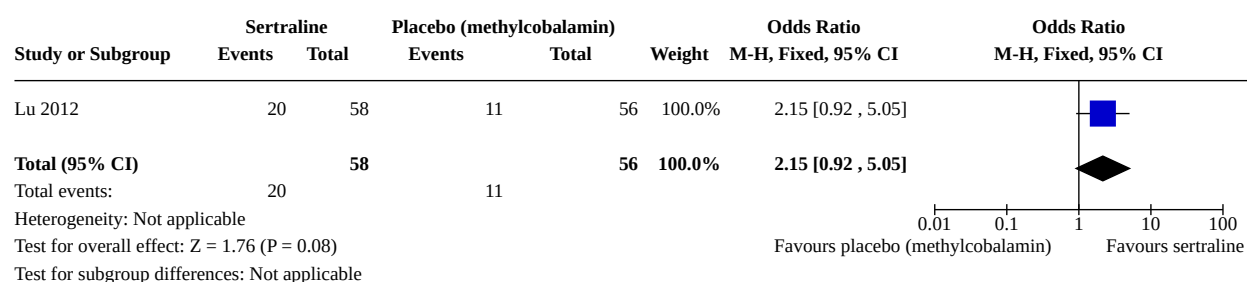 Sertraline Placebo (methylcobalamin) Odds Ratio Odds Ratio
Study or Subgroup Events Total Events Total Weight M-H, Fixed, 95% CI M-H, Fixed, 95% CI
Lu 2012 20 58 11 56 100.0% 2.15 [0.92 , 5.05]
Total (95% CI) 58 56 100.0% 2.15 [0.92 , 5.05]
Total events: 20 11
Heterogeneity: Not applicable 0.01 0.1 1 10 100
Test for overall effect: Z = 1.76 (P = 0.08) Favours placebo (methylcobalamin) Favours sertraline
Test for subgroup differences: Not applicable